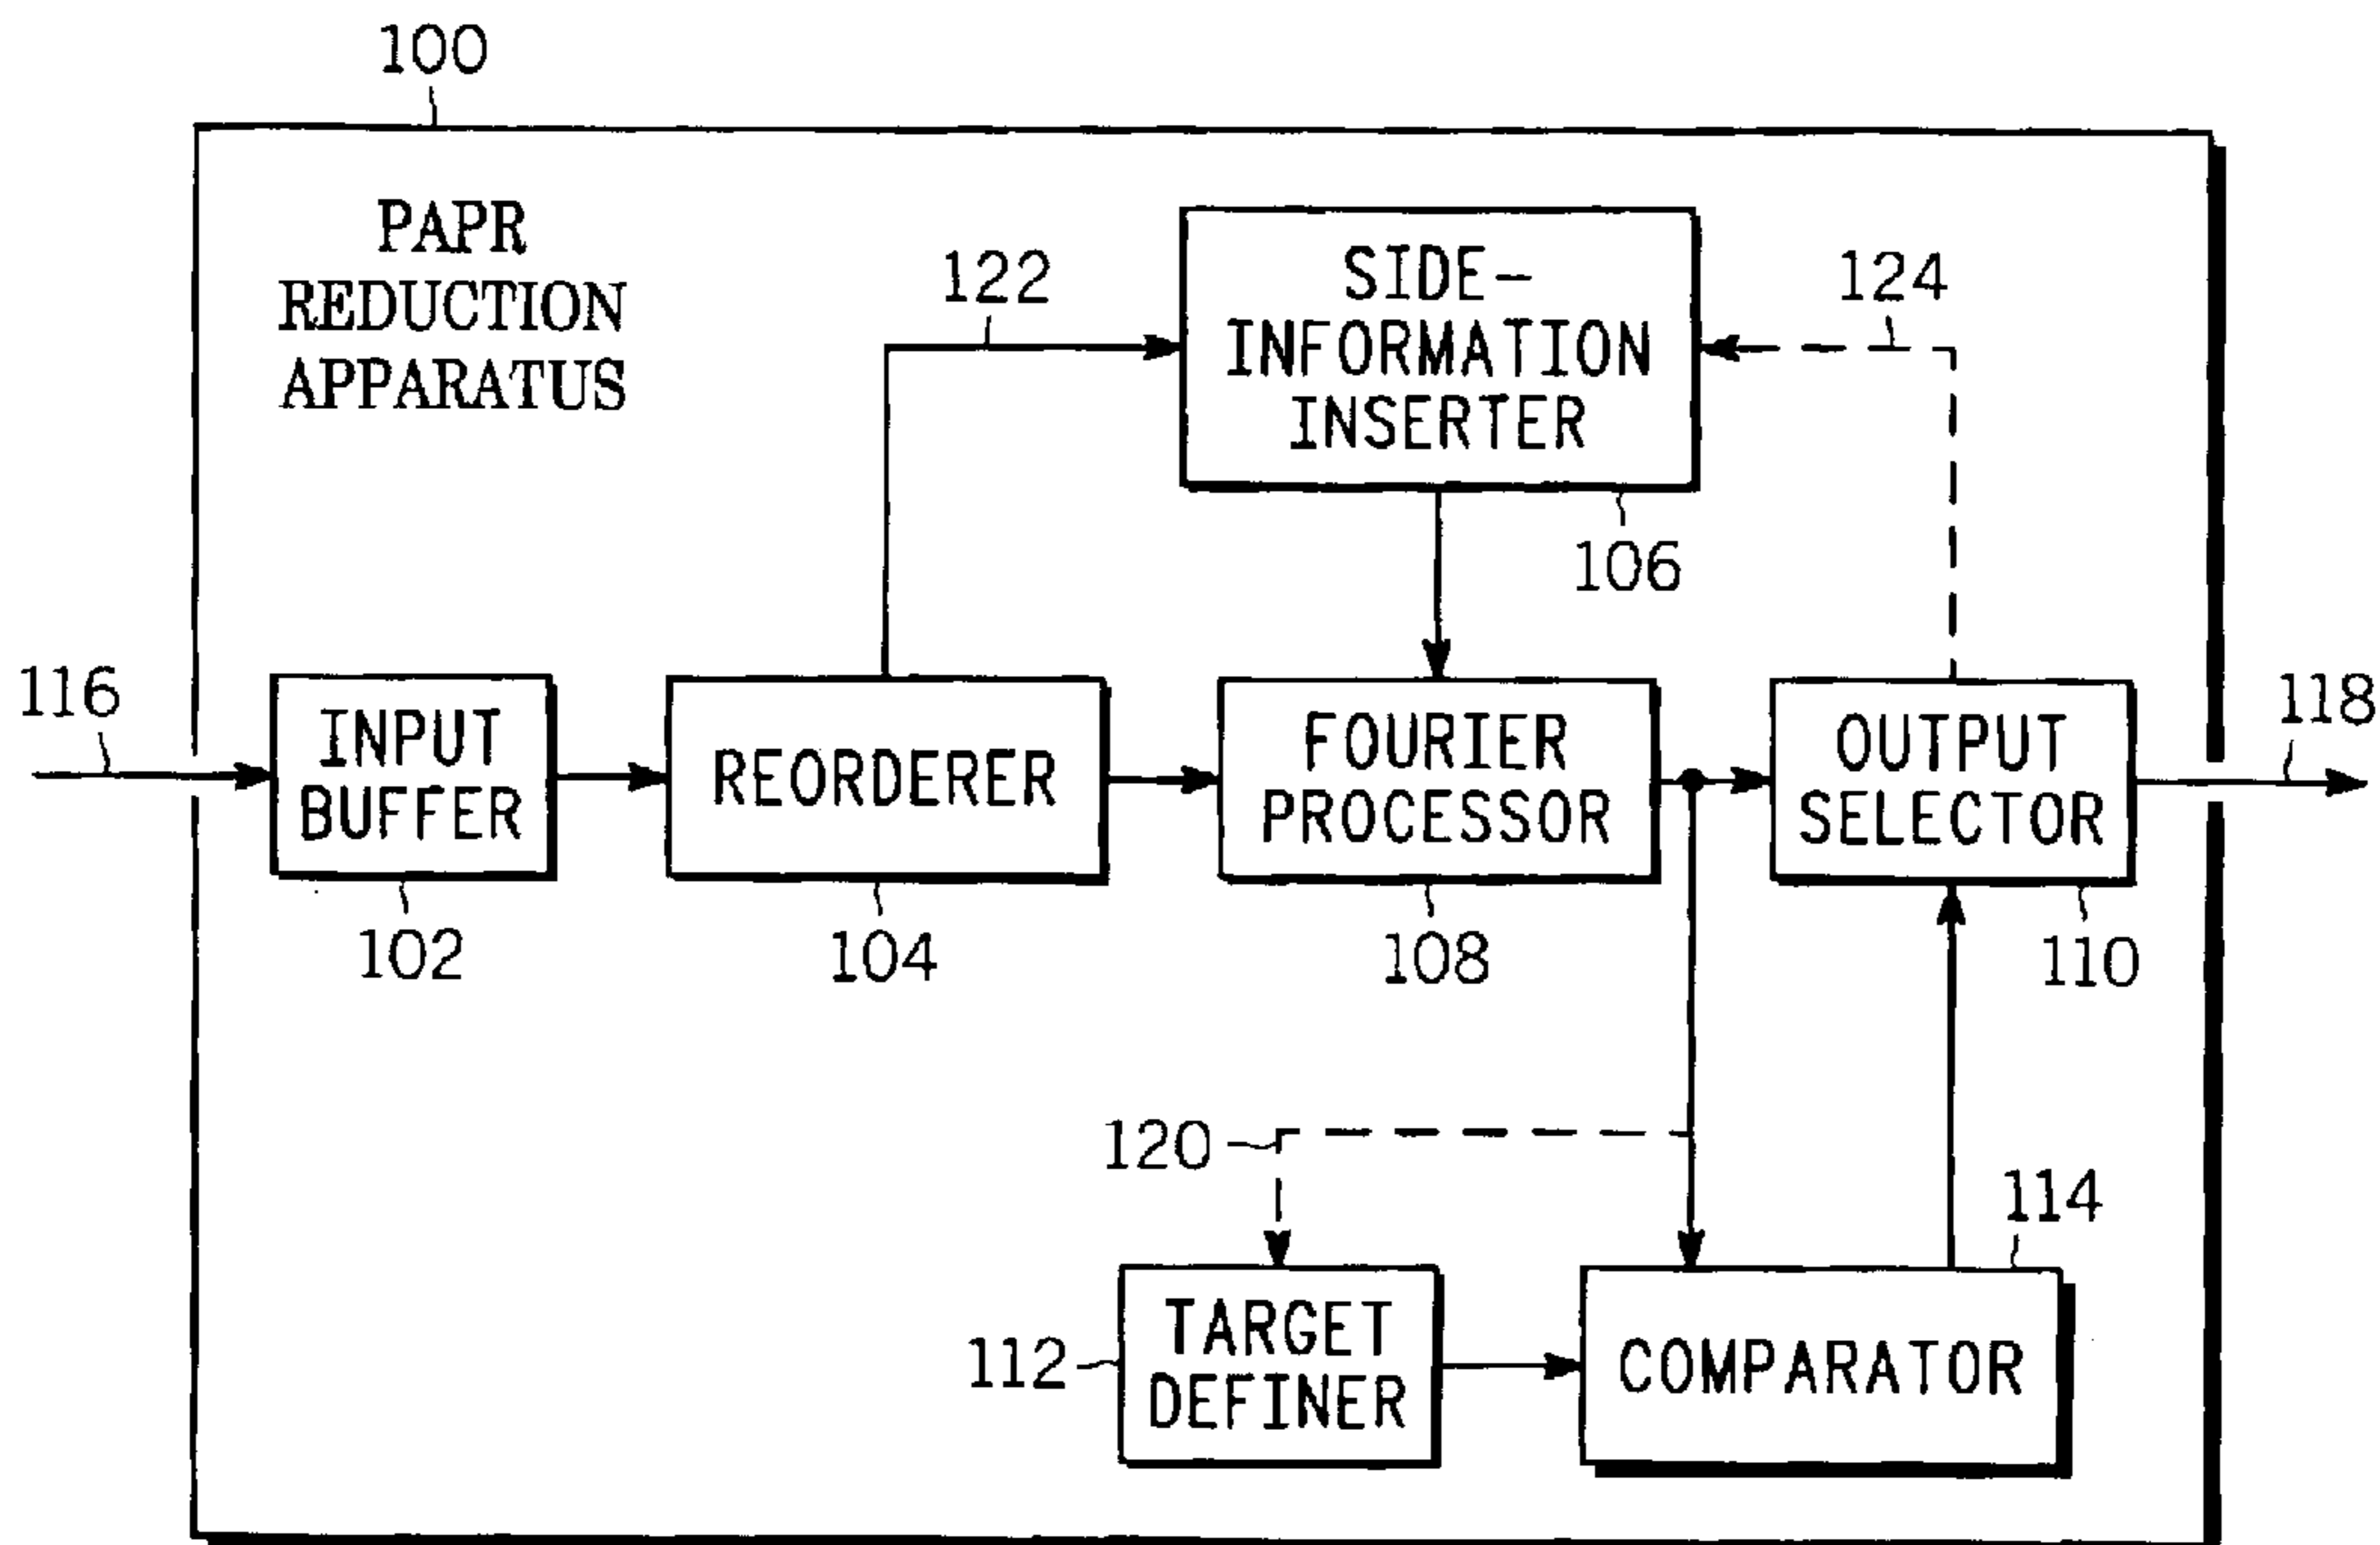 100
PAPR
REDUCTION
APPARATUS
122
SIDE-
INFORMATION
INSERTER
124
106
116
INPUT
BUFFER
102
REORDERER
104
FOURIER
PROCESSOR
108
OUTPUT
SELECTOR
110
118
120
112
TARGET
DEFINER
114
COMPARATOR